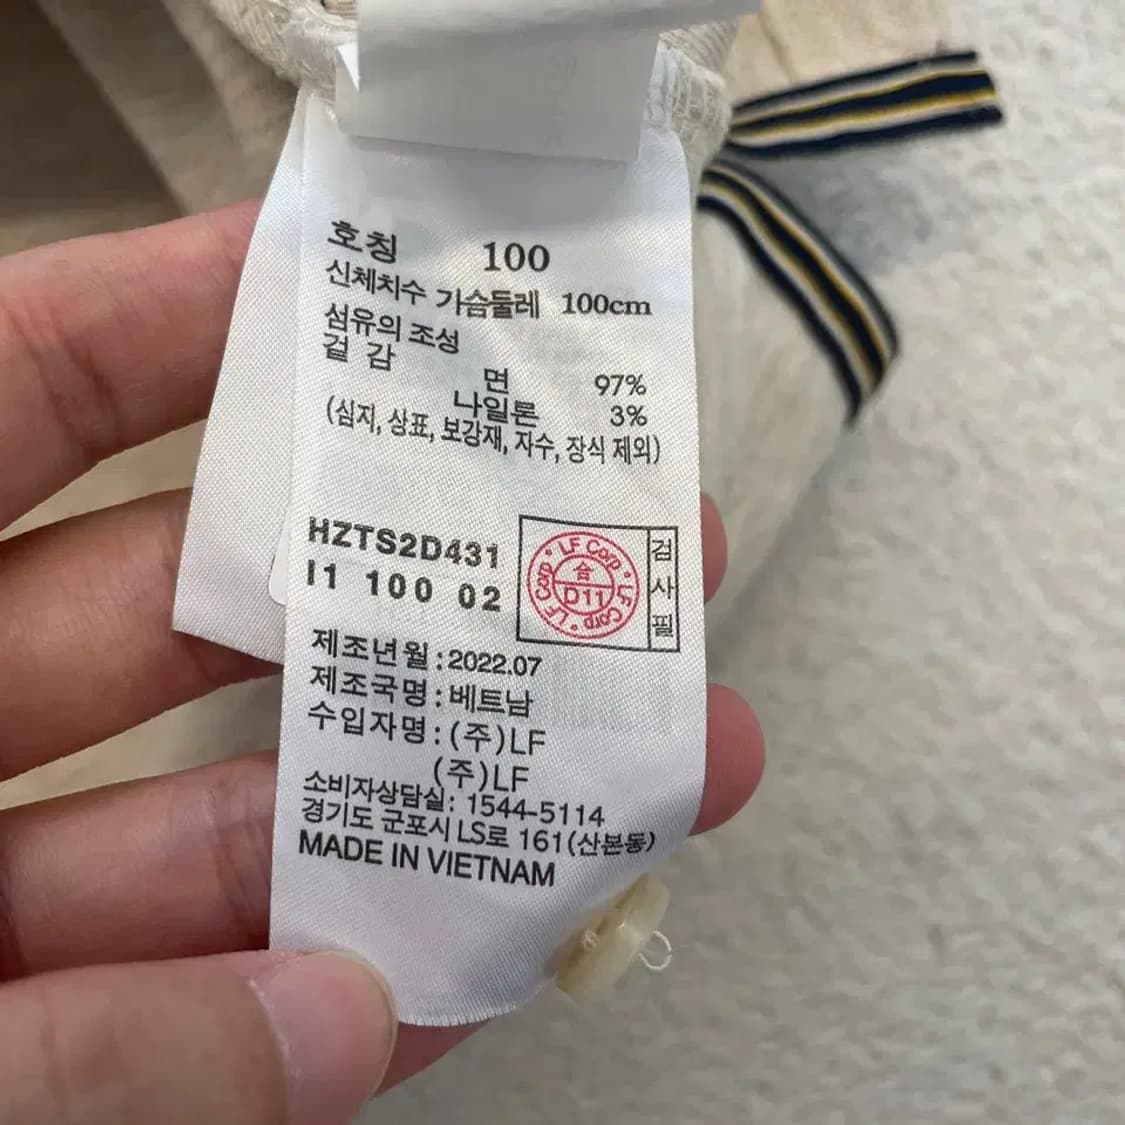 호칭 100
신체치수 가슴둘레 100cm
섬유의 조성
겉 감
면 97%
나일론 3%
(심지, 상표, 보강재, 자수, 장식 제외)
HZTS2D431
I1 100 02
LF Corp • LF Corp • LF Corp •
合
D11
검사필
제조년월 : 2022.07
제조국명 : 베트남
수입자명 : (주)LF
(주)LF
소비자상담실: 1544-5114
경기도 군포시 LS로 161(산본동)
MADE IN VIETNAM